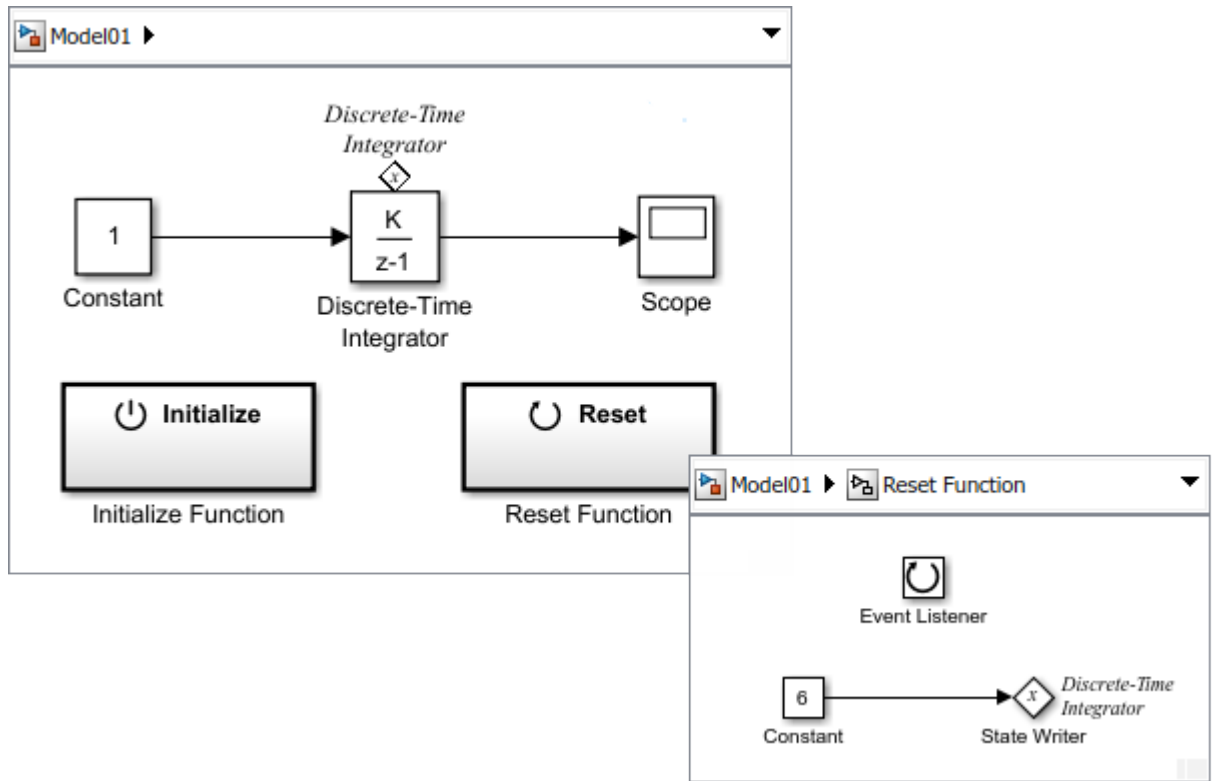 Model01
Discrete-Time
Integrator
x
1
K
z-1
Constant
Discrete-Time
Integrator
Scope
Initialize
Reset
Initialize Function
Reset Function
Model01 Reset Function
Event Listener
6
x
Discrete-Time
Integrator
Constant
State Writer